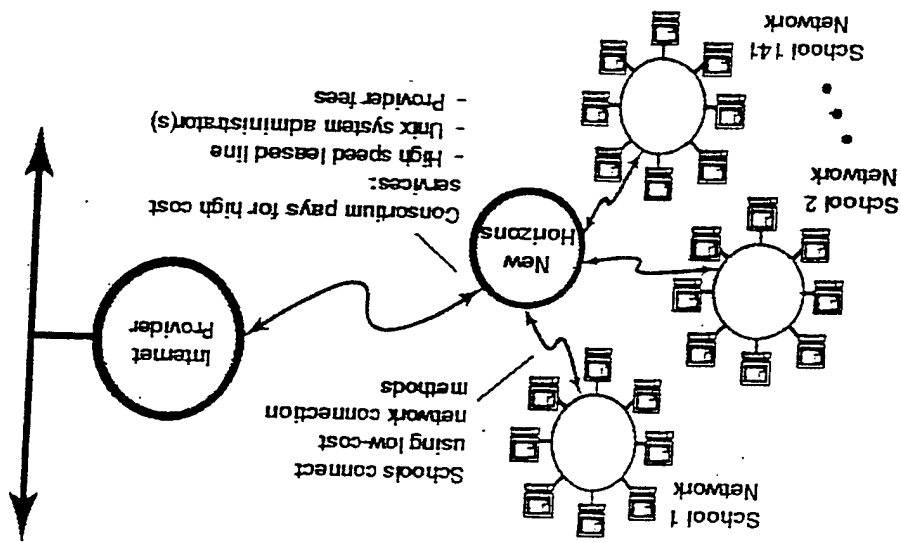 School 1
Network
Schools connect
using low-cost
network connection
methods
Internet
Provider
New
Horizons
Consortium pays for high cost
services:
- High speed leased line
- Unix system administrator(s)
- Provider fees
School 2
Network
School 141
Network